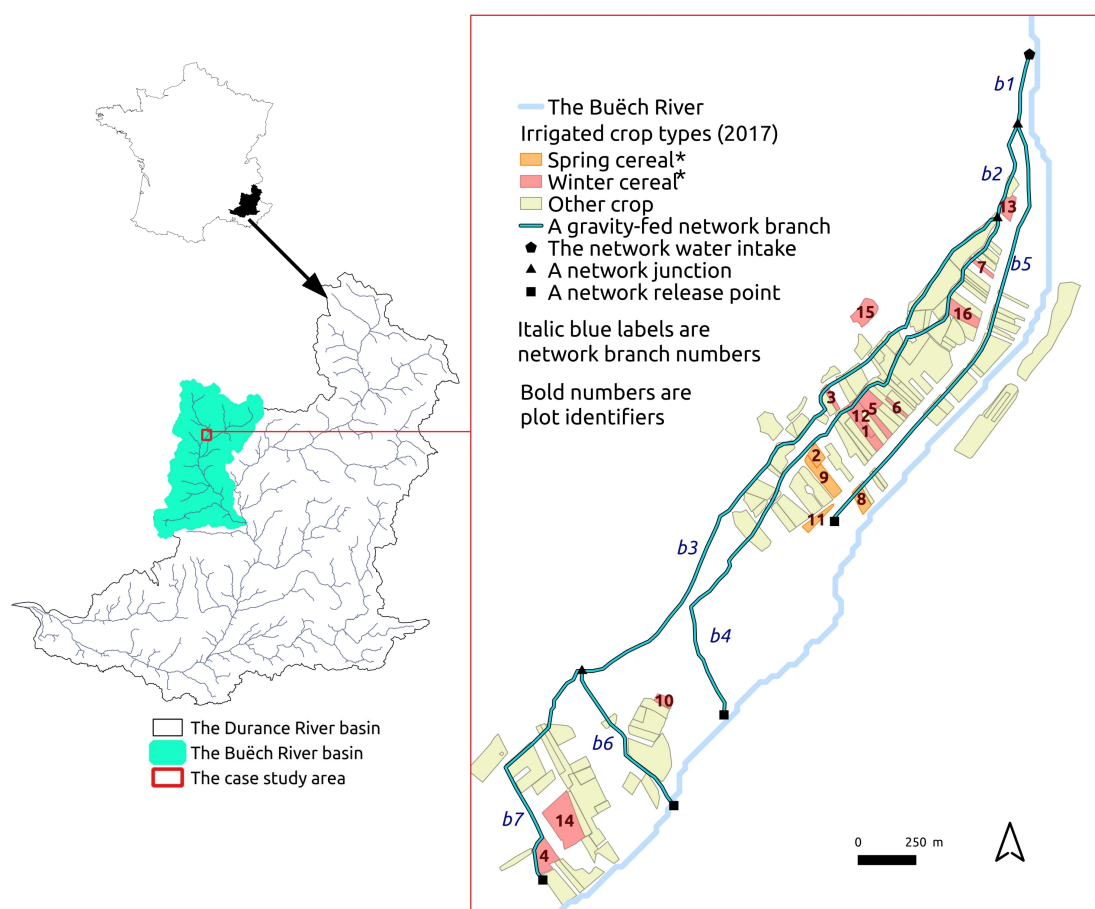 The Buëch River
Irrigated crop types (2017)
Spring cereal*
Winter cereal*
Other crop
A gravity-fed network branch
The network water intake
A network junction
A network release point
Italic blue labels are
network branch numbers
Bold numbers are
plot identifiers
b1
b2
13
b5
7
16
15
3
5
6
12
1
2
9
8
11
b3
b4
10
b6
b7
14
4
0 250 m
The Durance River basin
The Buëch River basin
The case study area